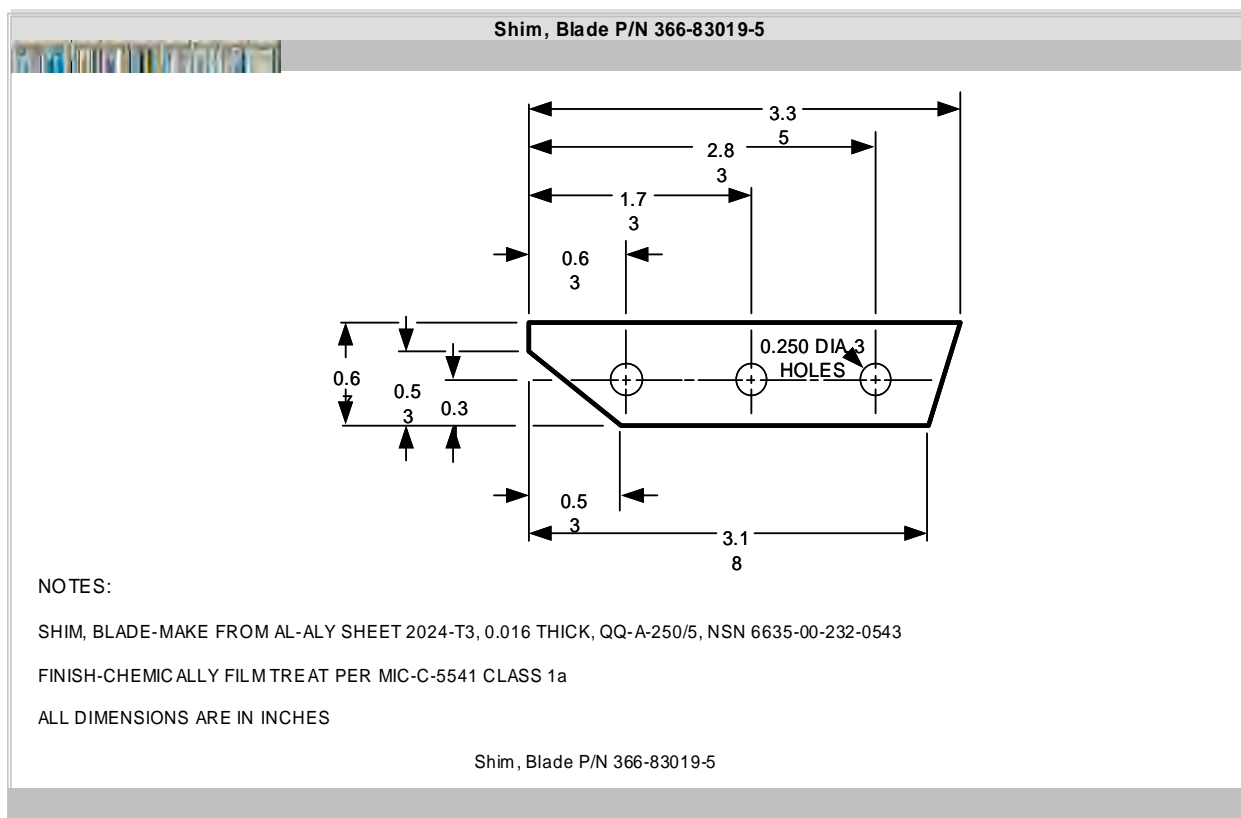 Shim, Blade P/N 366-83019-5
3.3
5
2.8
3
1.7
3
0.6
3
0.250 DIA 3
HOLES
0.6
7
0.5
3
0.3
0.5
3
3.1
8
NOTES:
SHIM, BLADE-MAKE FROM AL-ALY SHEET 2024-T3, 0.016 THICK, QQ-A-250/5, NSN 6635-00-232-0543
FINISH-CHEMICALLY FILM TREAT PER MIC-C-5541 CLASS 1a
ALL DIMENSIONS ARE IN INCHES
Shim, Blade P/N 366-83019-5